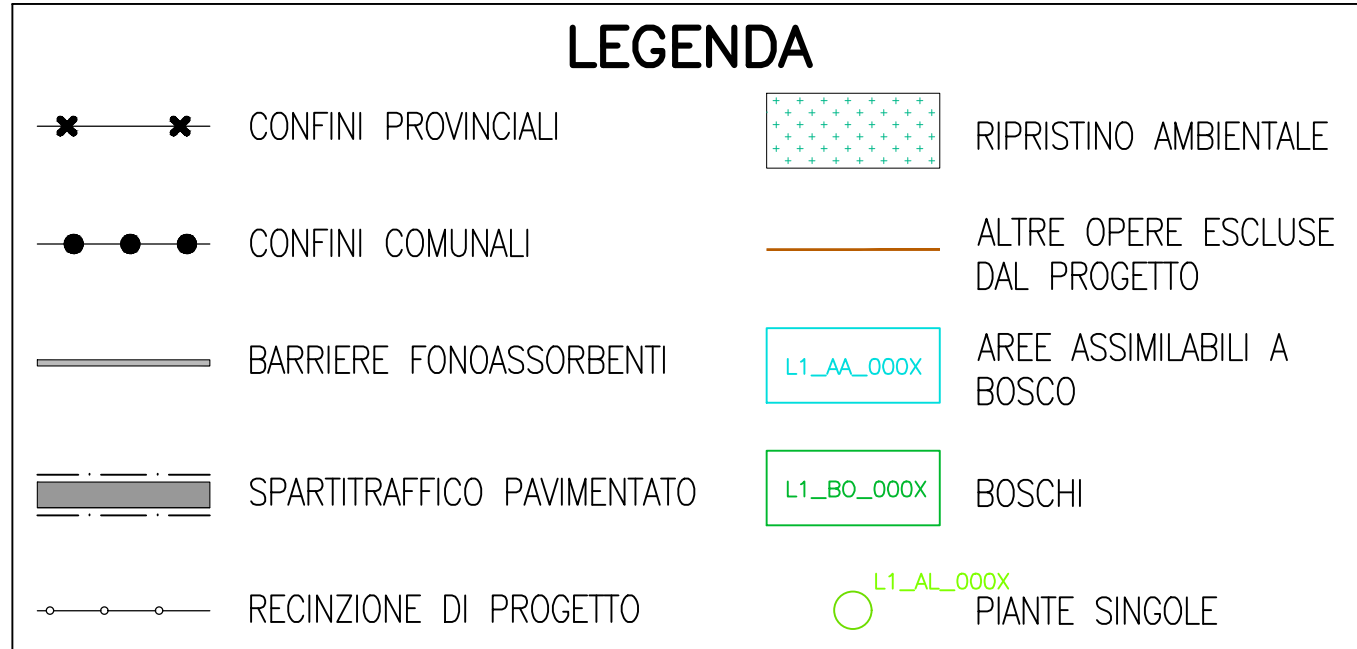 LEGENDA
CONFINI PROVINCIALI
CONFINI COMUNALI
BARRIERE FONOASSORBENTI
SPARTITRAFFICO PAVIMENTATO
RECINZIONE DI PROGETTO
RIPRISTINO AMBIENTALE
ALTRE OPERE ESCLUSE
DAL PROGETTO
L1_AA_000X
AREE ASSIMILABILI A
BOSCO
L1_BO_000X
BOSCHI
L1_AL_000X
PIANTE SINGOLE